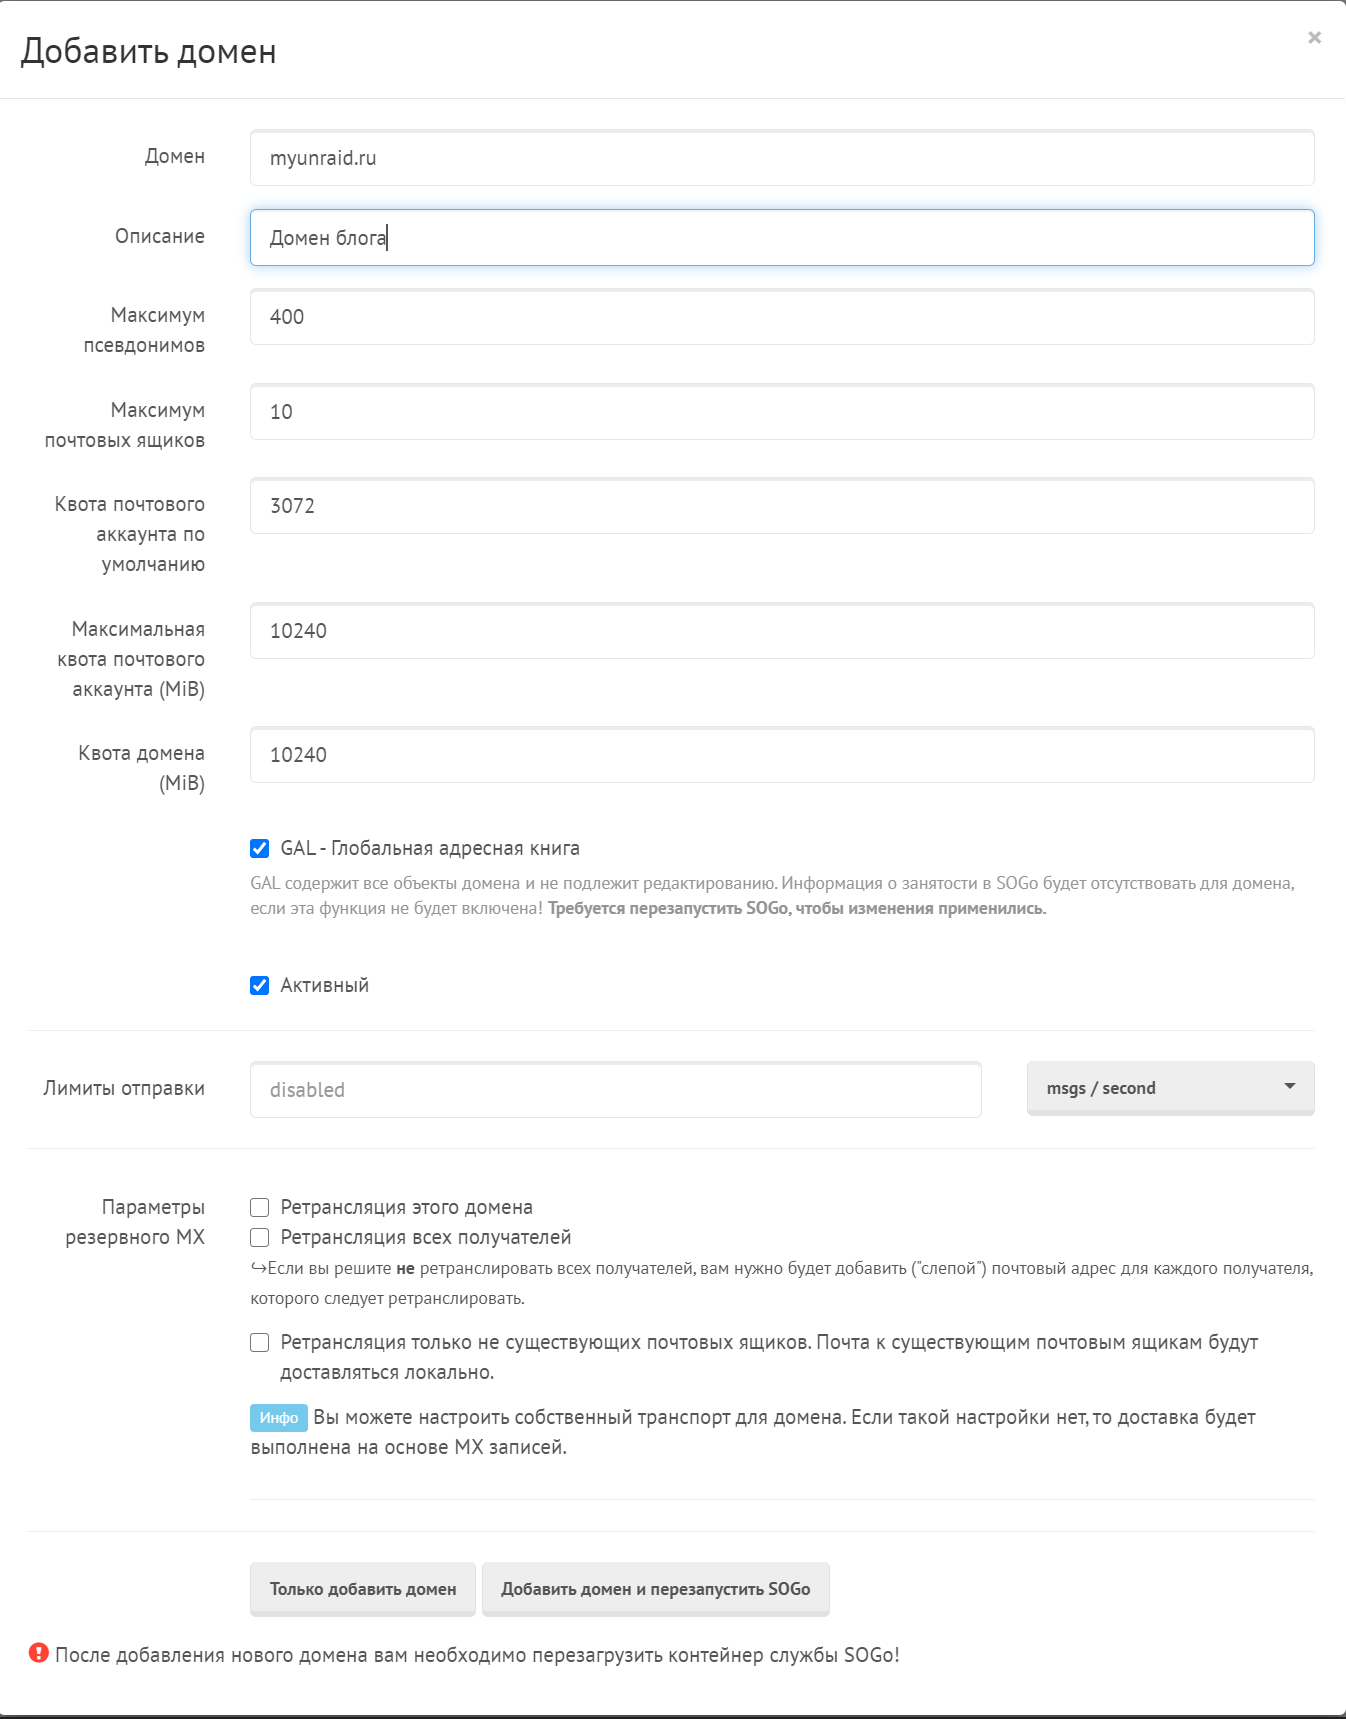 Добавить домен
×
Домен
myunraid.ru
Описание
Домен блога
Максимум
псевдонимов
400
Максимум
почтовых ящиков
10
Квота почтового
аккаунта по
умолчанию
3072
Максимальная
квота почтового
аккаунта (MiB)
10240
Квота домена
(MiB)
10240
GAL - Глобальная адресная книга
GAL содержит все объекты домена и не подлежит редактированию. Информация о занятости в SOGo будет отсутствовать для домена,
если эта функция не будет включена! Требуется перезапустить SOGo, чтобы изменения применились.
Активный
Лимиты отправки
disabled
msgs / second
Параметры
резервного MX
Ретрансляция этого домена
Ретрансляция всех получателей
↪Если вы решите не ретранслировать всех получателей, вам нужно будет добавить ("слепой") почтовый адрес для каждого получателя,
которого следует ретранслировать.
Ретрансляция только не существующих почтовых ящиков. Почта к существующим почтовым ящикам будут
доставляться локально.
Инфо Вы можете настроить собственный транспорт для домена. Если такой настройки нет, то доставка будет
выполнена на основе MX записей.
Только добавить домен
Добавить домен и перезапустить SOGo
После добавления нового домена вам необходимо перезагрузить контейнер службы SOGo!